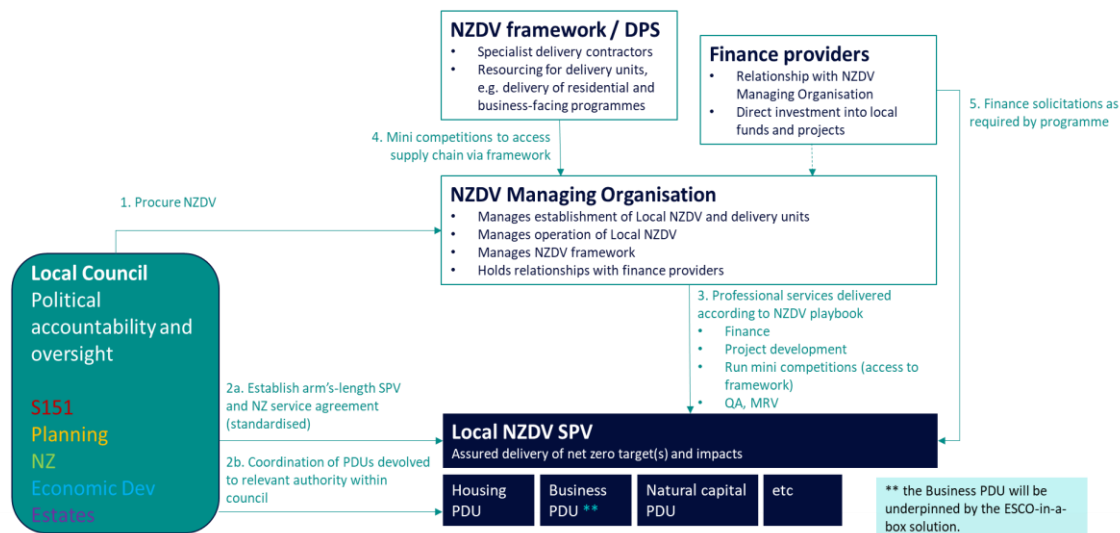 NZDV framework / DPS
• Specialist delivery contractors
• Resourcing for delivery units,
e.g. delivery of residential and
business-facing programmes
Finance providers
• Relationship with NZDV
Managing Organisation
• Direct investment into local
funds and projects
5. Finance solicitations as
required by programme
4. Mini competitions to access
supply chain via framework
1. Procure NZDV
NZDV Managing Organisation
• Manages establishment of Local NZDV and delivery units
• Manages operation of Local NZDV
• Manages NZDV framework
• Holds relationships with finance providers
Local Council
Political
accountability and
oversight
S151
Planning
NZ
Economic Dev
Estates
3. Professional services delivered
according to NZDV playbook
• Finance
• Project development
• Run mini competitions (access to
framework)
• QA, MRV
2a. Establish arm's-length SPV
and NZ service agreement
(standardised)
Local NZDV SPV
Assured delivery of net zero target(s) and impacts
2b. Coordination of PDUs devolved
to relevant authority within
council
Housing
PDU
Business
PDU **
Natural capital
PDU
etc
** the Business PDU will be
underpinned by the ESCO-in-a-
box solution.